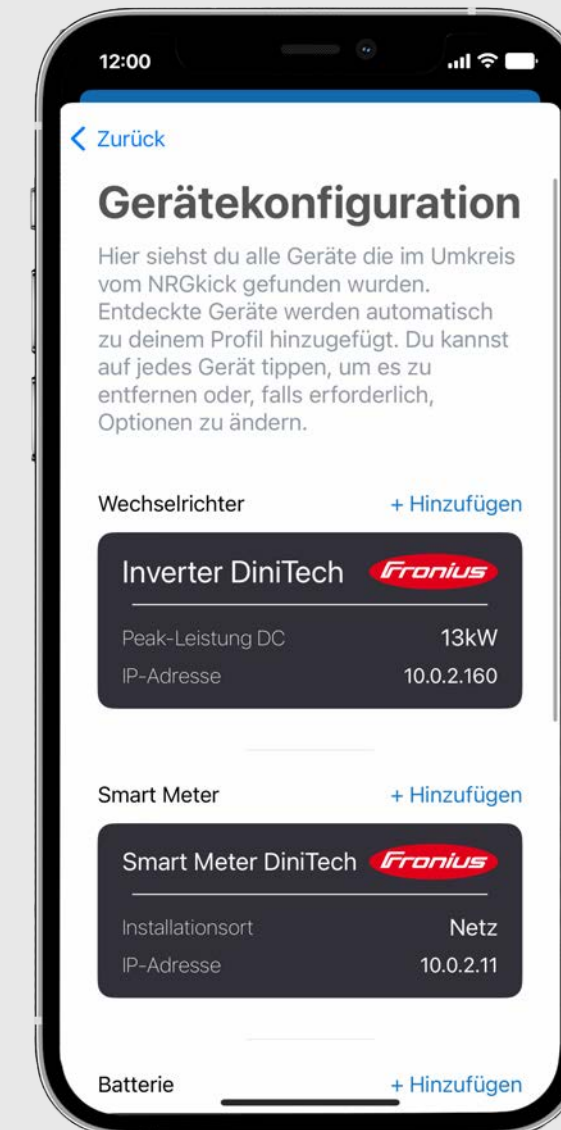 12:00
Zurück
Gerätekonfiguration
Hier siehst du alle Geräte die im Umkreis
vom NRGkick gefunden wurden.
Entdeckte Geräte werden automatisch
zu deinem Profil hinzugefügt. Du kannst
auf jedes Gerät tippen, um es zu
entfernen oder, falls erforderlich,
Optionen zu ändern.
Wechselrichter + Hinzufügen
Inverter DiniTech Fronius
Peak-Leistung DC 13kW
IP-Adresse 10.0.2.160
Smart Meter + Hinzufügen
Smart Meter DiniTech Fronius
Installationsort Netz
IP-Adresse 10.0.2.11
Batterie + Hinzufügen